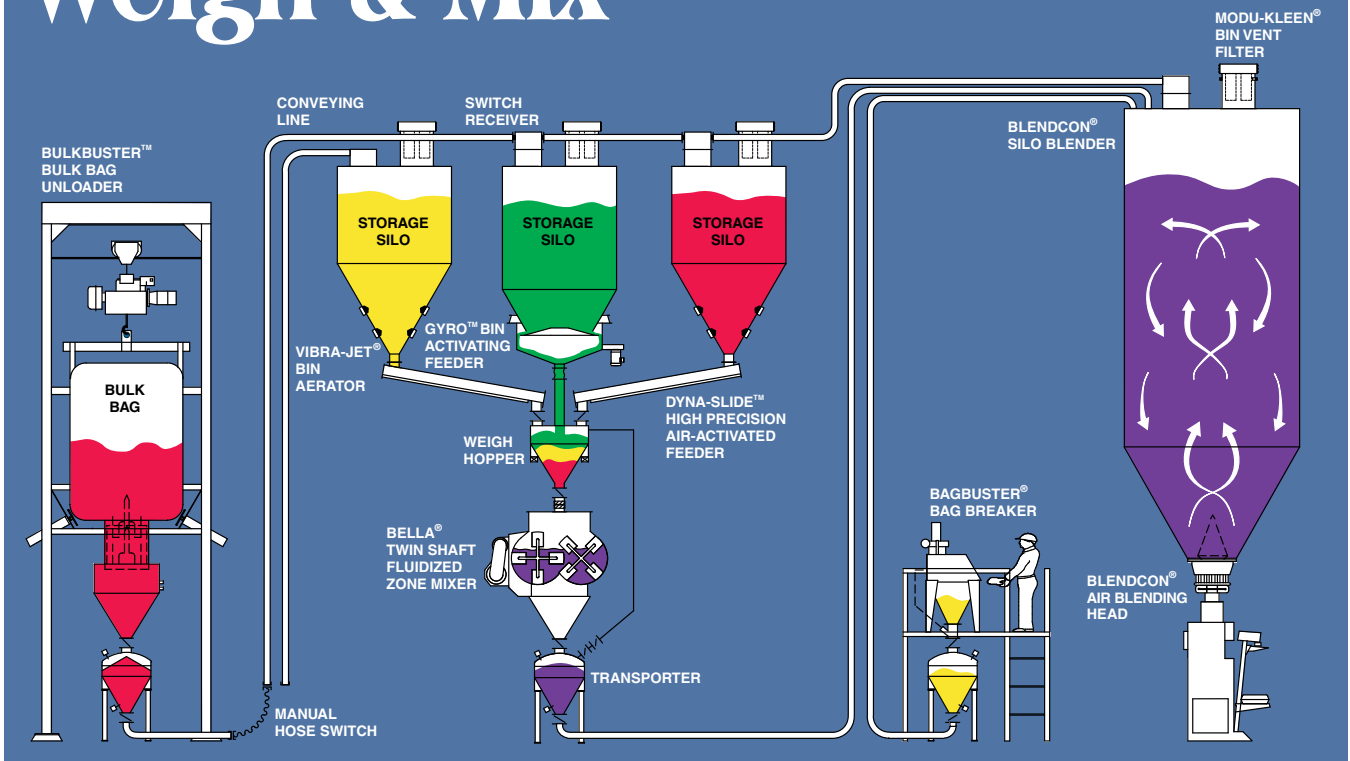 Weigh & Mix
MODU-KLEEN®
BIN VENT
FILTER
CONVEYING
LINE
SWITCH
RECEIVER
BLENDCON®
SILO BLENDER
BULKBUSTER™
BULK BAG
UNLOADER
STORAGE
SILO
STORAGE
SILO
STORAGE
SILO
GYRO™ BIN
ACTIVATING
FEEDER
VIBRA-JET®
BIN
AERATOR
BULK
BAG
DYNA-SLIDE™
HIGH PRECISION
AIR-ACTIVATED
FEEDER
WEIGH
HOPPER
BELLA®
TWIN SHAFT
FLUIDIZED
ZONE MIXER
BAGBUSTER®
BAG BREAKER
BLENDCON®
AIR BLENDING
HEAD
TRANSPORTER
MANUAL
HOSE SWITCH